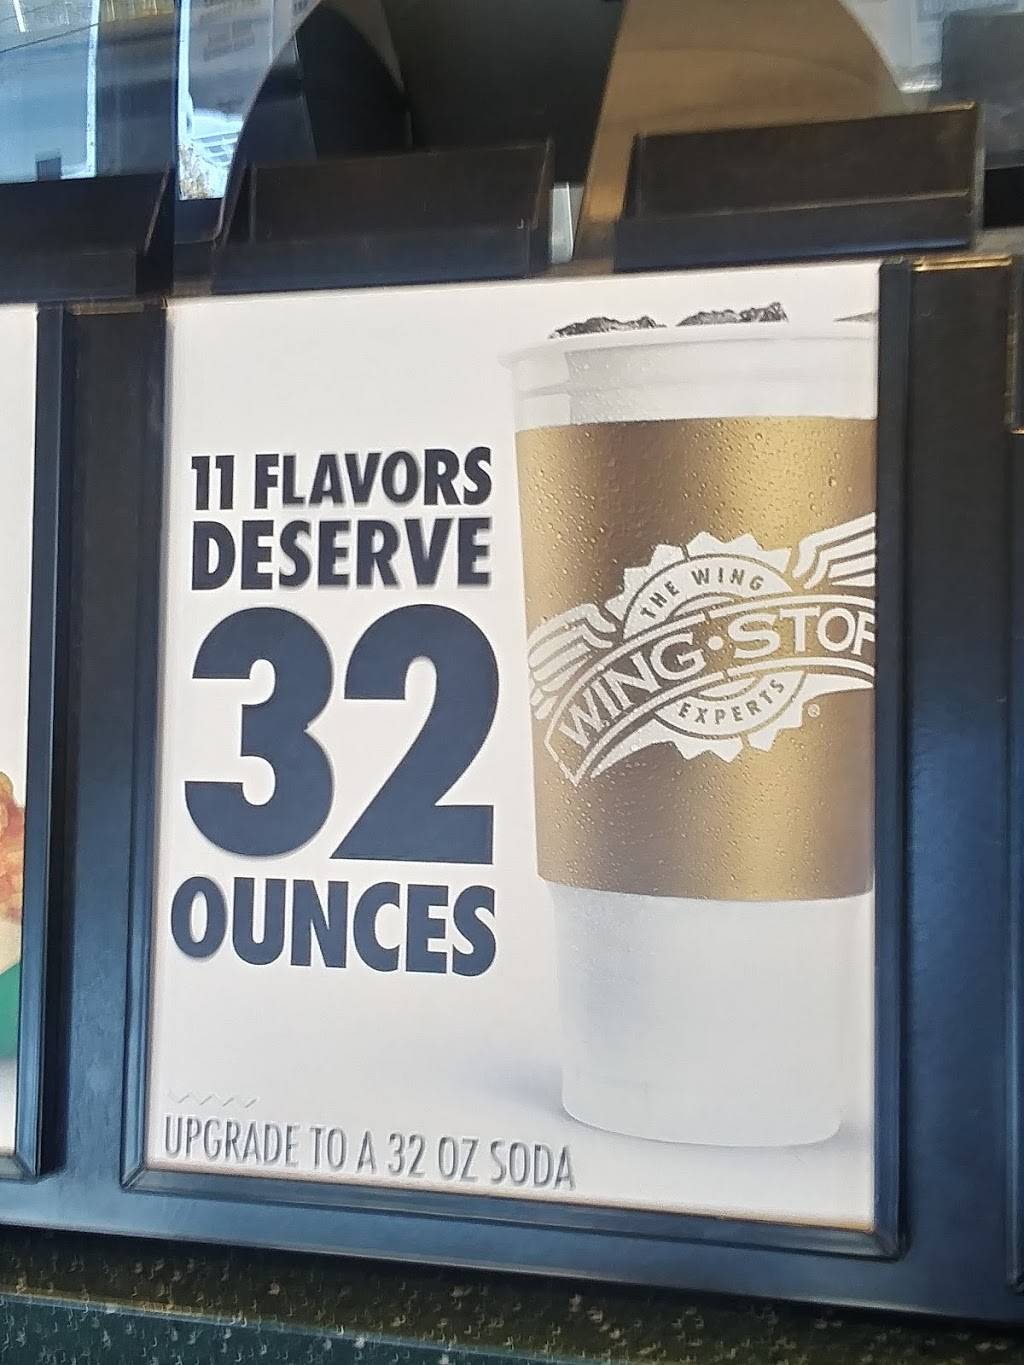 11 FLAVORS
DESERVE
32
OUNCES
UPGRADE TO A 32 OZ SODA
THE WING
WING·STOP
EXPERTS
®